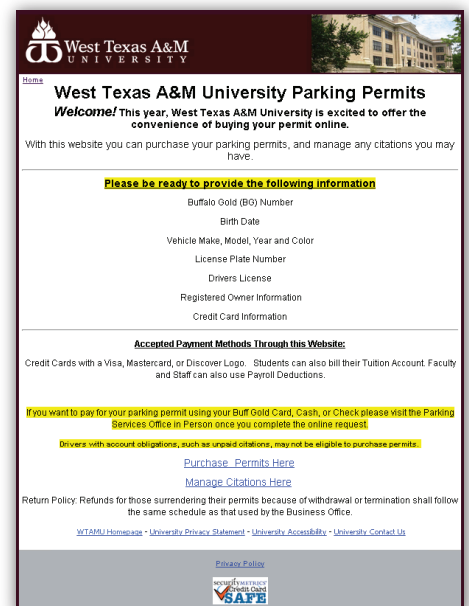 West Texas A&M
UNIVERSITY
Home
West Texas A&M University Parking Permits
Welcome! This year, West Texas A&M University is excited to offer the
convenience of buying your permit online.
With this website you can purchase your parking permits, and manage any citations you may
have.
Please be ready to provide the following information
Buffalo Gold (BG) Number
Birth Date
Vehicle Make, Model, Year and Color
License Plate Number
Drivers License
Registered Owner Information
Credit Card Information
Accepted Payment Methods Through this Website:
Credit Cards with a Visa, Mastercard, or Discover Logo. Students can also bill their Tuition Account. Faculty
and Staff can also use Payroll Deductions.
If you want to pay for your parking permit using your Buff Gold Card, Cash, or Check please visit the Parking
Services Office in Person once you complete the online request.
Drivers with account obligations, such as unpaid citations, may not be eligible to purchase permits.
Purchase Permits Here
Manage Citations Here
Return Policy: Refunds for those surrendering their permits because of withdrawal or termination shall follow
the same schedule as that used by the Business Office.
WTAMU Homepage - University Privacy Statement - University Accessibility - University Contact Us
Privacy Policy
securityMETRICS
Credit Card
SAFE